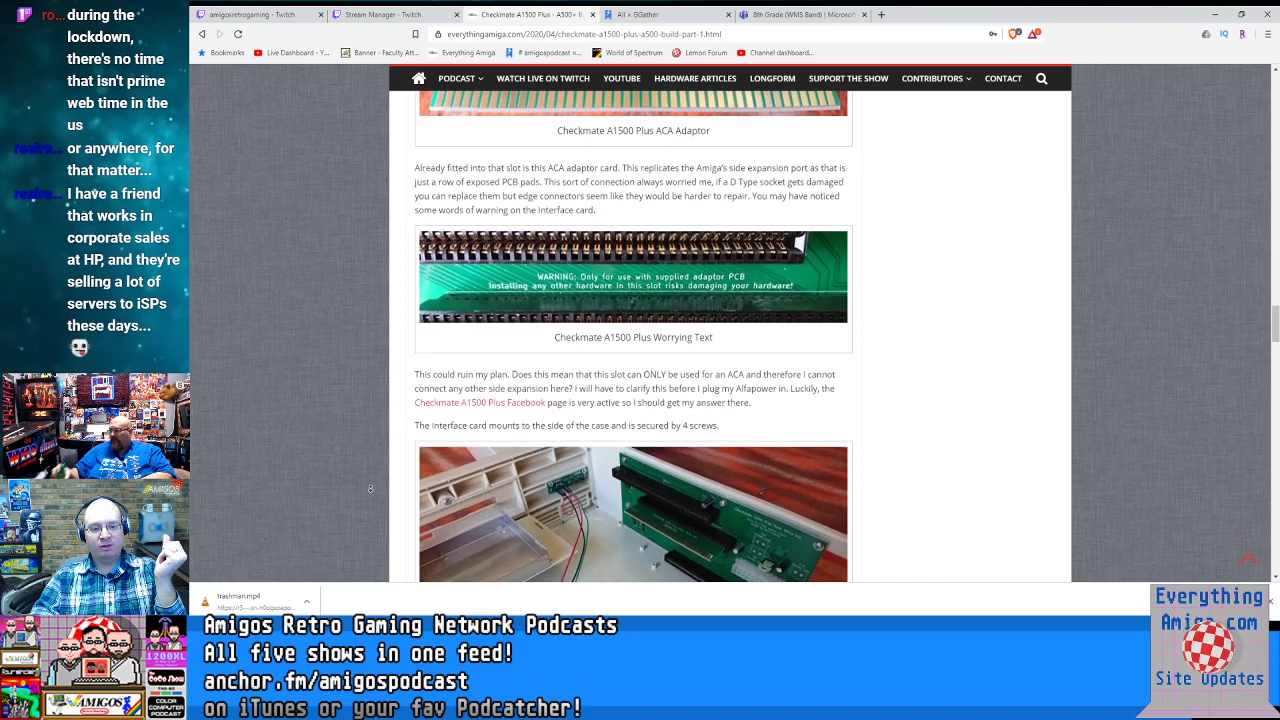 amigosretrogaming - Twitch
Stream Manager - Twitch
Checkmate A1500 Plus - A500+ B
All × GGather
8th Grade (WMS Band) | Microsof
everythingamiga.com/2020/04/checkmate-a1500-plus-a500-build-part-1.html
Bookmarks
Live Dashboard - Y...
Banner - Faculty Att...
Everything Amiga
# amigospodcast ×...
World of Spectrum
Lemon Forum
Channel dashboard...
PODCAST
WATCH LIVE ON TWITCH
YOUTUBE
HARDWARE ARTICLES
LONGFORM
SUPPORT THE SHOW
CONTRIBUTORS
CONTACT
ro...
lockdown,
there's no time
that isn't prime
web time in the
us
realre...
or anywhere, for
that matter...
realre...
I have a friend
that works in
corporate sales
at HP, and they're
selling a lot of
servers to iSPs
these days...
Checkmate A1500 Plus ACA Adaptor
Already fitted into that slot is this ACA adaptor card. This replicates the Amiga's side expansion port as that is
just a row of exposed PCB pads. This sort of connection always worried me, if a D Type socket gets damaged
you can replace them but edge connectors seem like they would be harder to repair. You may have noticed
some words of warning on the Interface card.
WARNING: Only for use with supplied adaptor PCB
Installing any other hardware in this slot risks damaging your hardware!
Checkmate A1500 Plus Worrying Text
This could ruin my plan. Does this mean that this slot can ONLY be used for an ACA and therefore I cannot
connect any other side expansion here? I will have to clarify this before I plug my Alfapower in. Luckily, the
Checkmate A1500 Plus Facebook page is very active so I should get my answer there.
The Interface card mounts to the side of the case and is secured by 4 screws.
trashman.mp4
Amigos Retro Gaming Network Podcasts
All five shows in one feed!
anchor.fm/amigospodcast
on iTunes or your fav Podcatcher!
Everything
Amiga.com
Site Updates
AMIGOS
1200XL